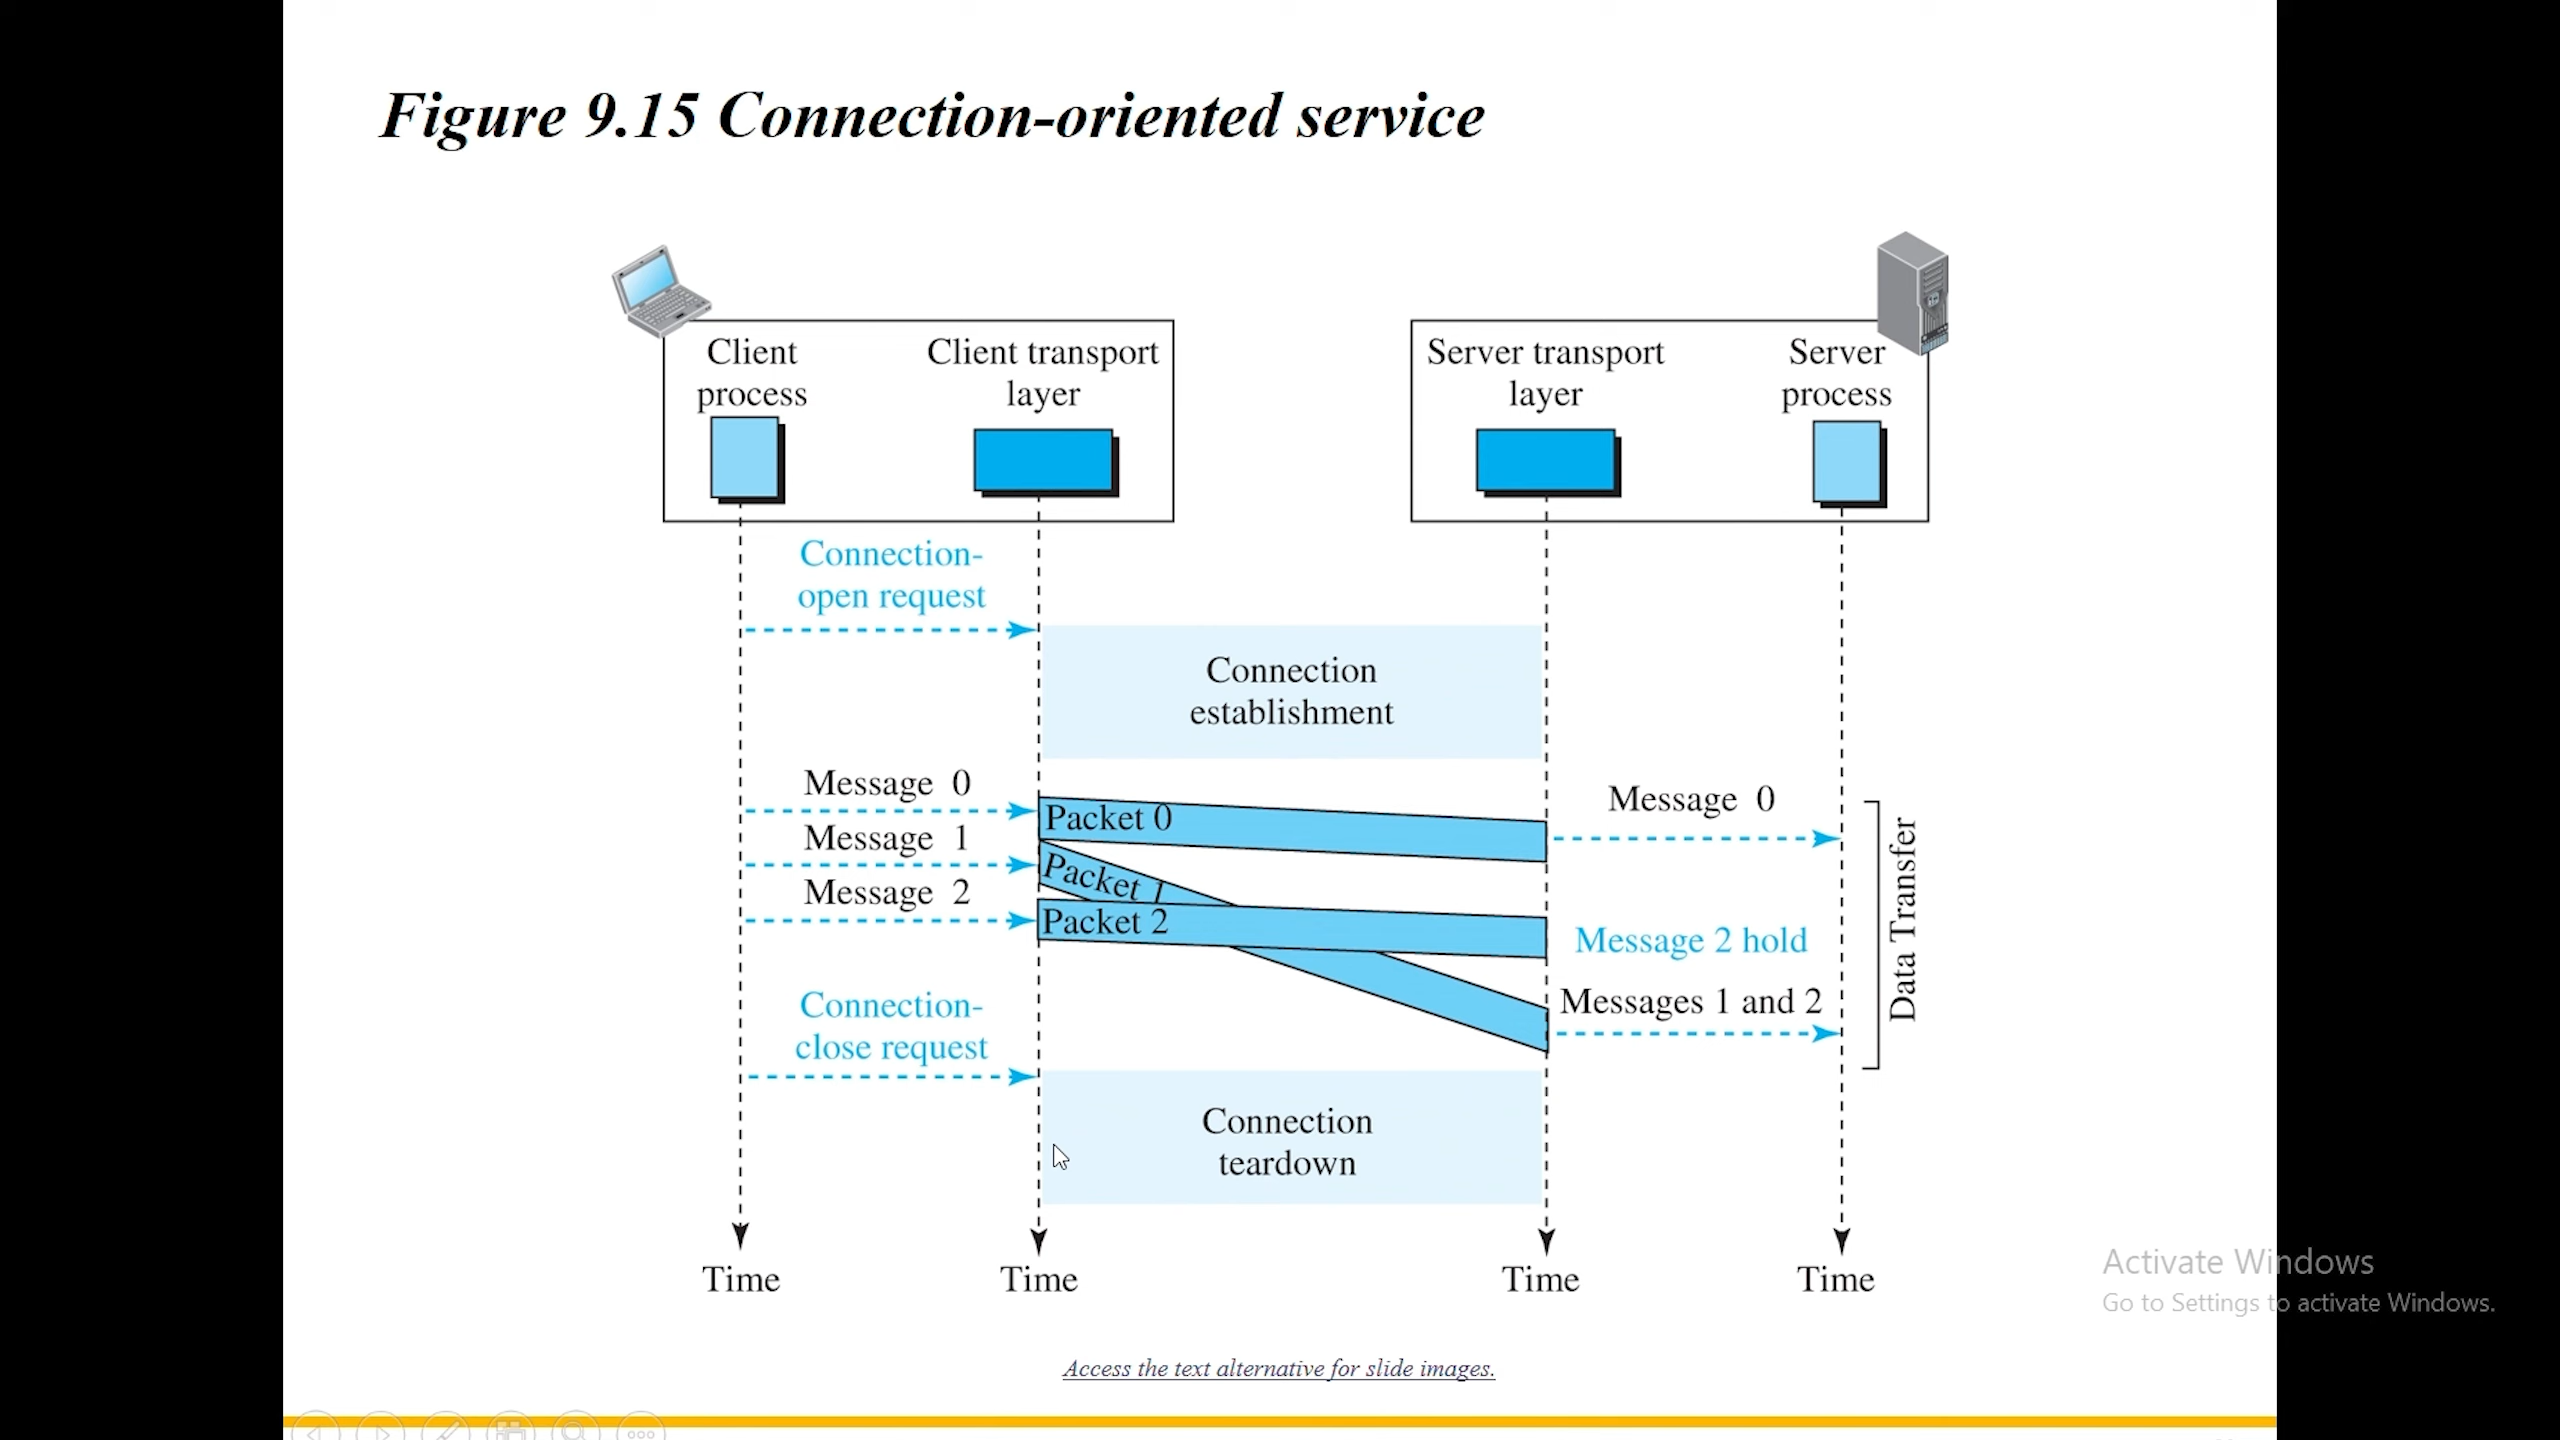 Figure 9.15 Connection-oriented service
Client
process
Client transport
layer
Server transport
layer
Server
process
Connection-
open request
Connection
establishment
Message 0
Message 1
Message 2
Packet 0
Packet 1
Packet 2
Message 0
Message 2 hold
Messages 1 and 2
Data Transfer
Connection-
close request
Connection
teardown
Time
Time
Time
Time
Activate Windows
Go to Settings to activate Windows.
Access the text alternative for slide images.